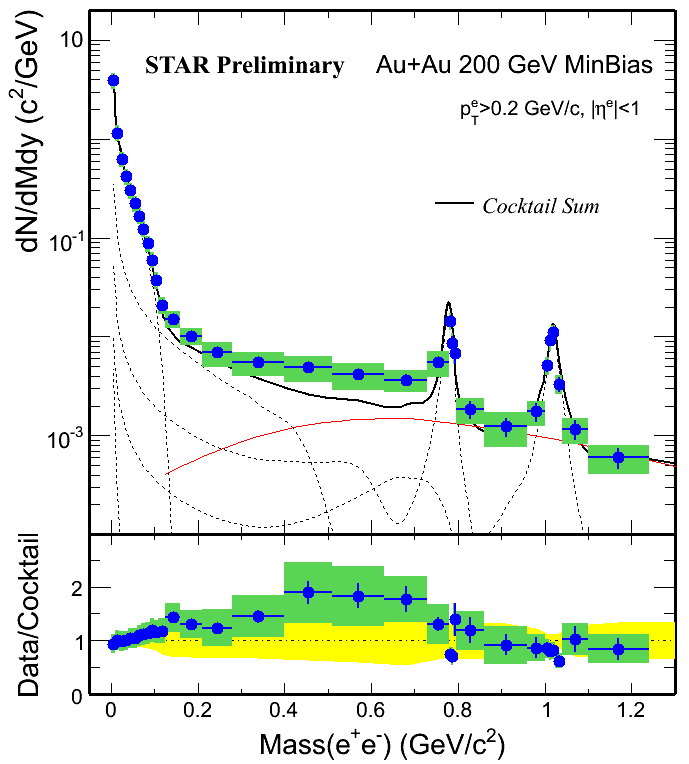 dN/dMdy (c²/GeV)
10
10⁻¹
10⁻³
STAR Preliminary
Au+Au 200 GeV MinBias
p_T^e>0.2 GeV/c, |η^e|<1
Cocktail Sum
Data/Cocktail
2
1
0
0 0.2 0.4 0.6 0.8 1 1.2
Mass(e⁺e⁻) (GeV/c²)